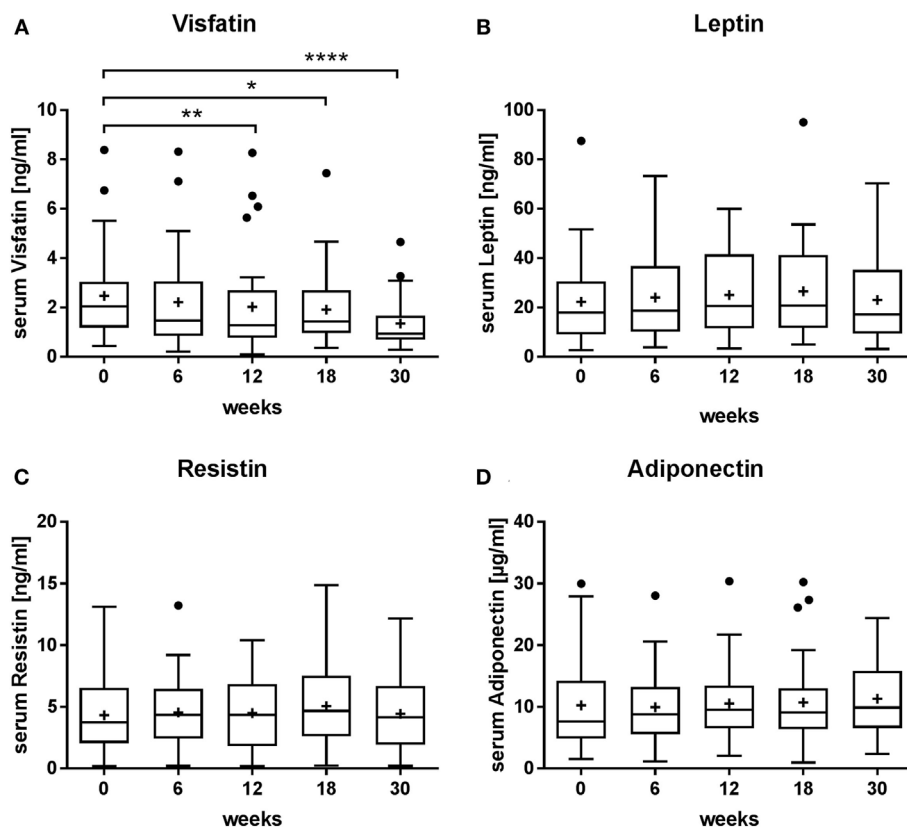 A Visfatin
****
*
**
serum Visfatin [ng/ml]
10
8
6
4
2
0
0 6 12 18 30
weeks
B Leptin
serum Leptin [ng/ml]
100
80
60
40
20
0
0 6 12 18 30
weeks
C Resistin
serum Resistin [ng/ml]
20
15
10
5
0
0 6 12 18 30
weeks
D Adiponectin
serum Adiponectin [µg/ml]
40
30
20
10
0
0 6 12 18 30
weeks